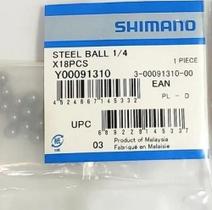 SHIMANO
STEEL BALL 1/4
X18PCS
1 PIECE
Y00091310
3-00091310-00
EAN
4 524667 145332
PL - D
UPC
6 89228 14533 7
03 Product of Malaysia
Fabriqué en Malaisie